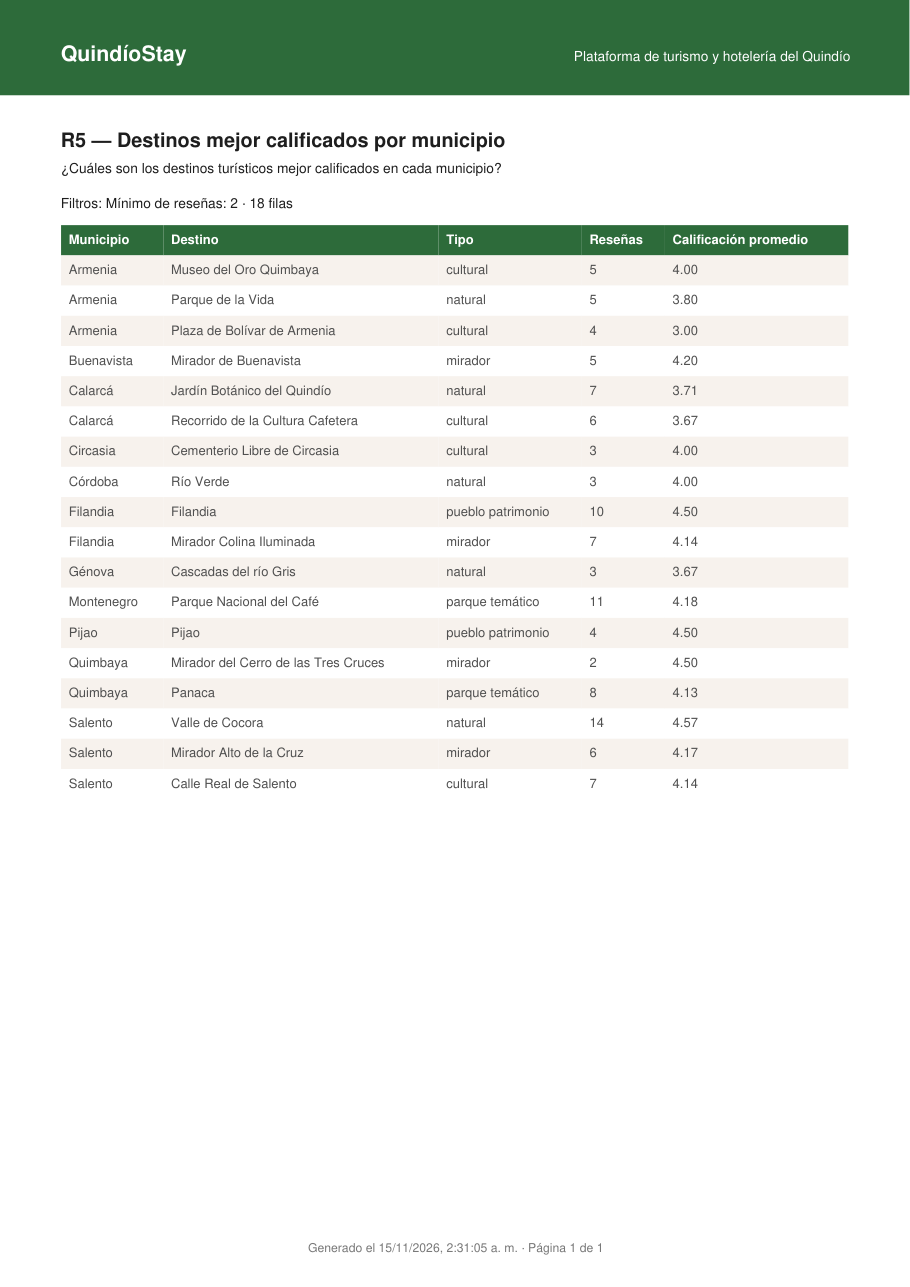 QuindíoStay
Plataforma de turismo y hotelería del Quindío
R5 — Destinos mejor calificados por municipio
¿Cuáles son los destinos turísticos mejor calificados en cada municipio?
Filtros: Mínimo de reseñas: 2 · 18 filas
Municipio Destino Tipo Reseñas Calificación promedio
Armenia Museo del Oro Quimbaya cultural 5 4.00
Armenia Parque de la Vida natural 5 3.80
Armenia Plaza de Bolívar de Armenia cultural 4 3.00
Buenavista Mirador de Buenavista mirador 5 4.20
Calarcá Jardín Botánico del Quindío natural 7 3.71
Calarcá Recorrido de la Cultura Cafetera cultural 6 3.67
Circasia Cementerio Libre de Circasia cultural 3 4.00
Córdoba Río Verde natural 3 4.00
Filandia Filandia pueblo patrimonio 10 4.50
Filandia Mirador Colina Iluminada mirador 7 4.14
Génova Cascadas del río Gris natural 3 3.67
Montenegro Parque Nacional del Café parque temático 11 4.18
Pijao Pijao pueblo patrimonio 4 4.50
Quimbaya Mirador del Cerro de las Tres Cruces mirador 2 4.50
Quimbaya Panaca parque temático 8 4.13
Salento Valle de Cocora natural 14 4.57
Salento Mirador Alto de la Cruz mirador 6 4.17
Salento Calle Real de Salento cultural 7 4.14
Generado el 15/11/2026, 2:31:05 a. m. · Página 1 de 1